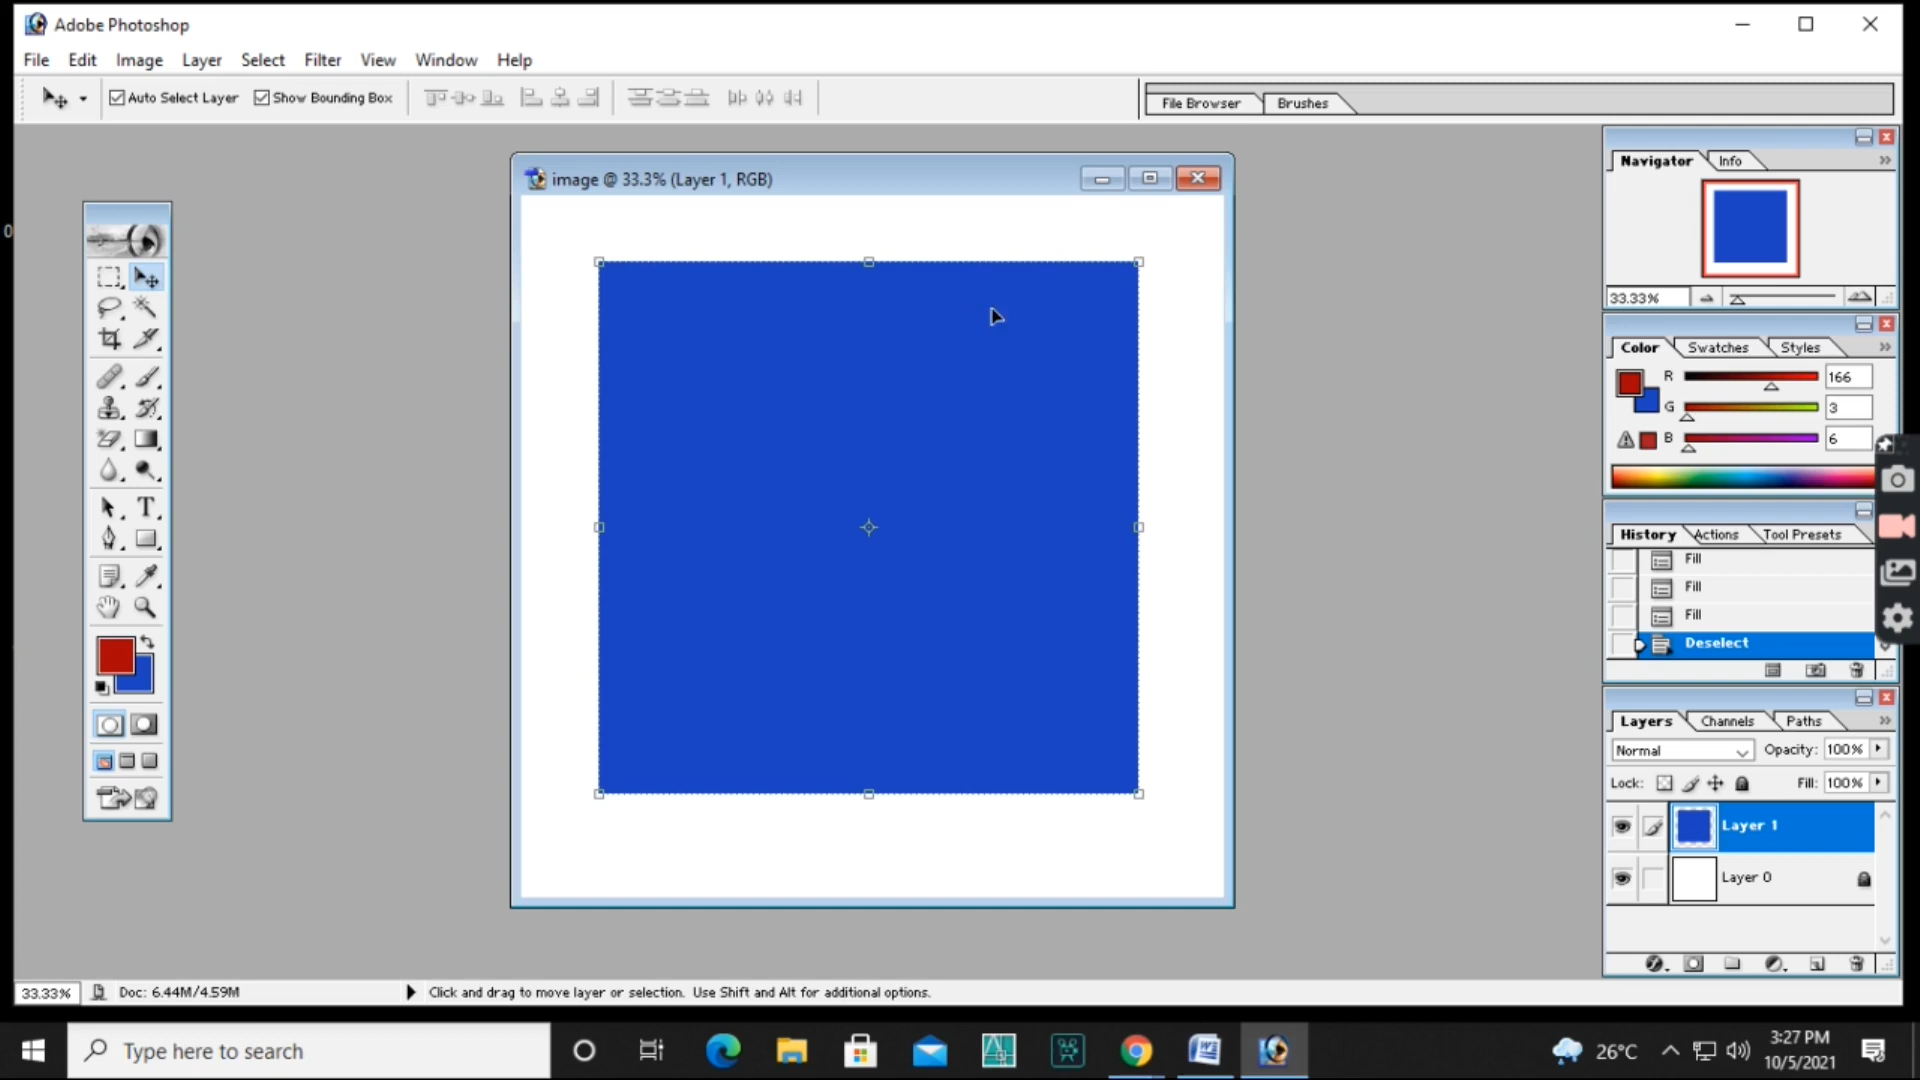 Adobe Photoshop
File Edit Image Layer Select Filter View Window Help
Auto Select Layer Show Bounding Box File Browser Brushes
image @ 33.3% (Layer 1, RGB)
0
Navigator Info
33.33%
Color Swatches Styles
R 166
G 3
B 6
History Actions Tool Presets
Fill
Fill
Fill
Deselect
T
Layers Channels Paths
Normal Opacity: 100%
Lock: Fill: 100%
Layer 1
Layer 0
33.33% Doc: 6.44M/4.59M Click and drag to move layer or selection. Use Shift and Alt for additional options.
Type here to search
26°C
3:27 PM
10/5/2021